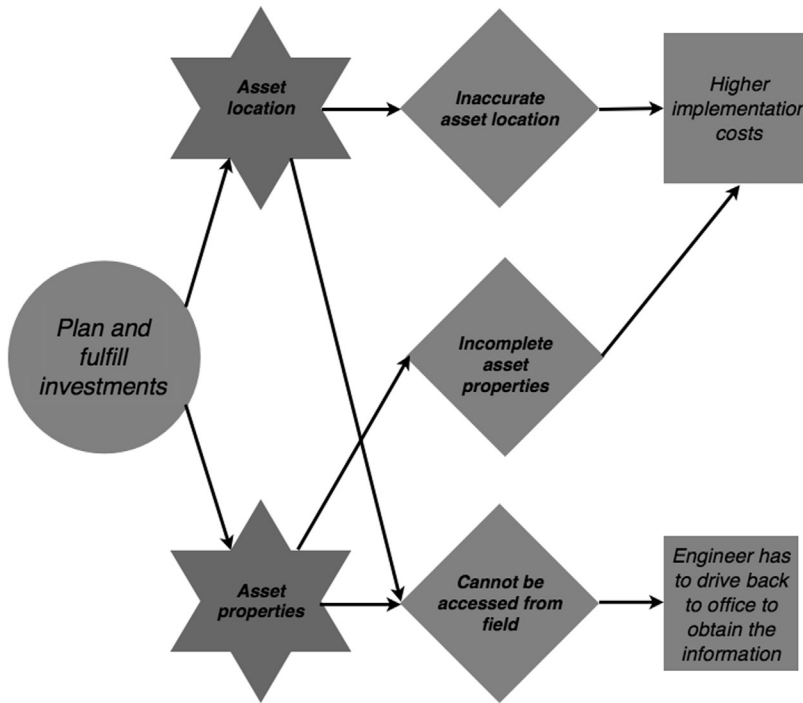 Asset
location
Inaccurate
asset location
Higher
implementation
costs
Plan and
fulfill
investments
Incomplete
asset
properties
Asset
properties
Cannot be
accessed from
field
Engineer has
to drive back
to office to
obtain the
information